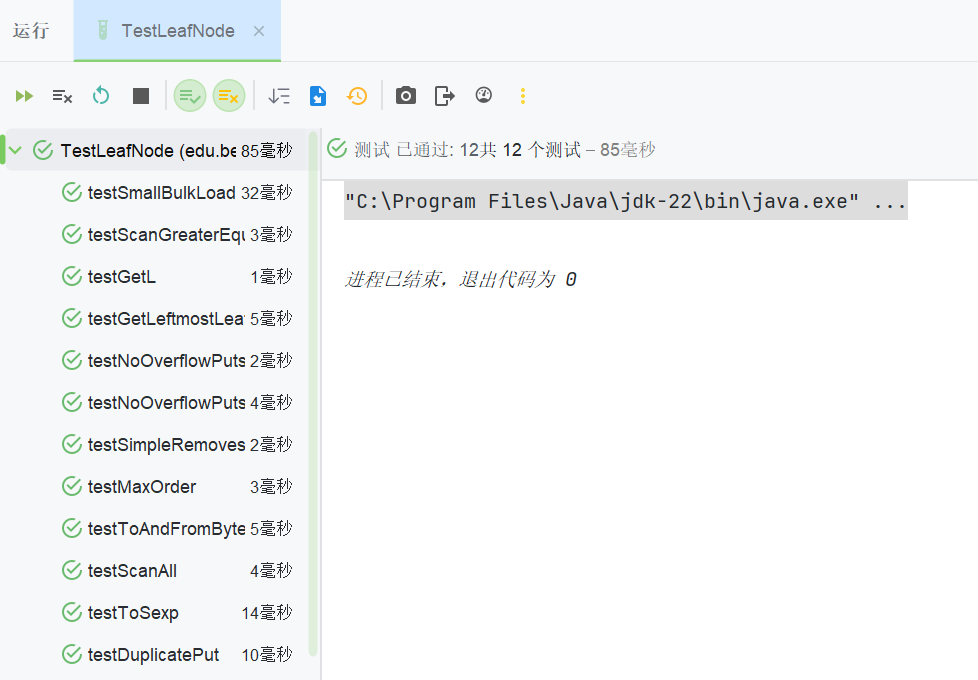 运行 TestLeafNode
TestLeafNode (edu.be 85毫秒
测试 已通过: 12共 12 个测试 – 85毫秒
testSmallBulkLoad 32毫秒
testScanGreaterEqu 3毫秒
testGetL 1毫秒
testGetLeftmostLea 5毫秒
testNoOverflowPuts 2毫秒
testNoOverflowPuts 4毫秒
testSimpleRemoves 2毫秒
testMaxOrder 3毫秒
testToAndFromByte 5毫秒
testScanAll 4毫秒
testToSexp 14毫秒
testDuplicatePut 10毫秒
"C:\Program Files\Java\jdk-22\bin\java.exe" ...
进程已结束，退出代码为 0